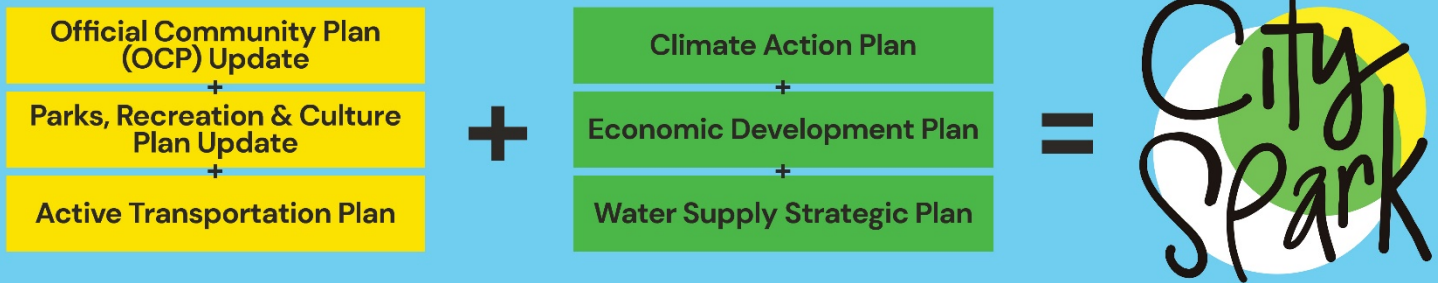 Official Community Plan
(OCP) Update
+
Parks, Recreation & Culture
Plan Update
+
Active Transportation Plan
+
Climate Action Plan
+
Economic Development Plan
+
Water Supply Strategic Plan
=
City
Spark